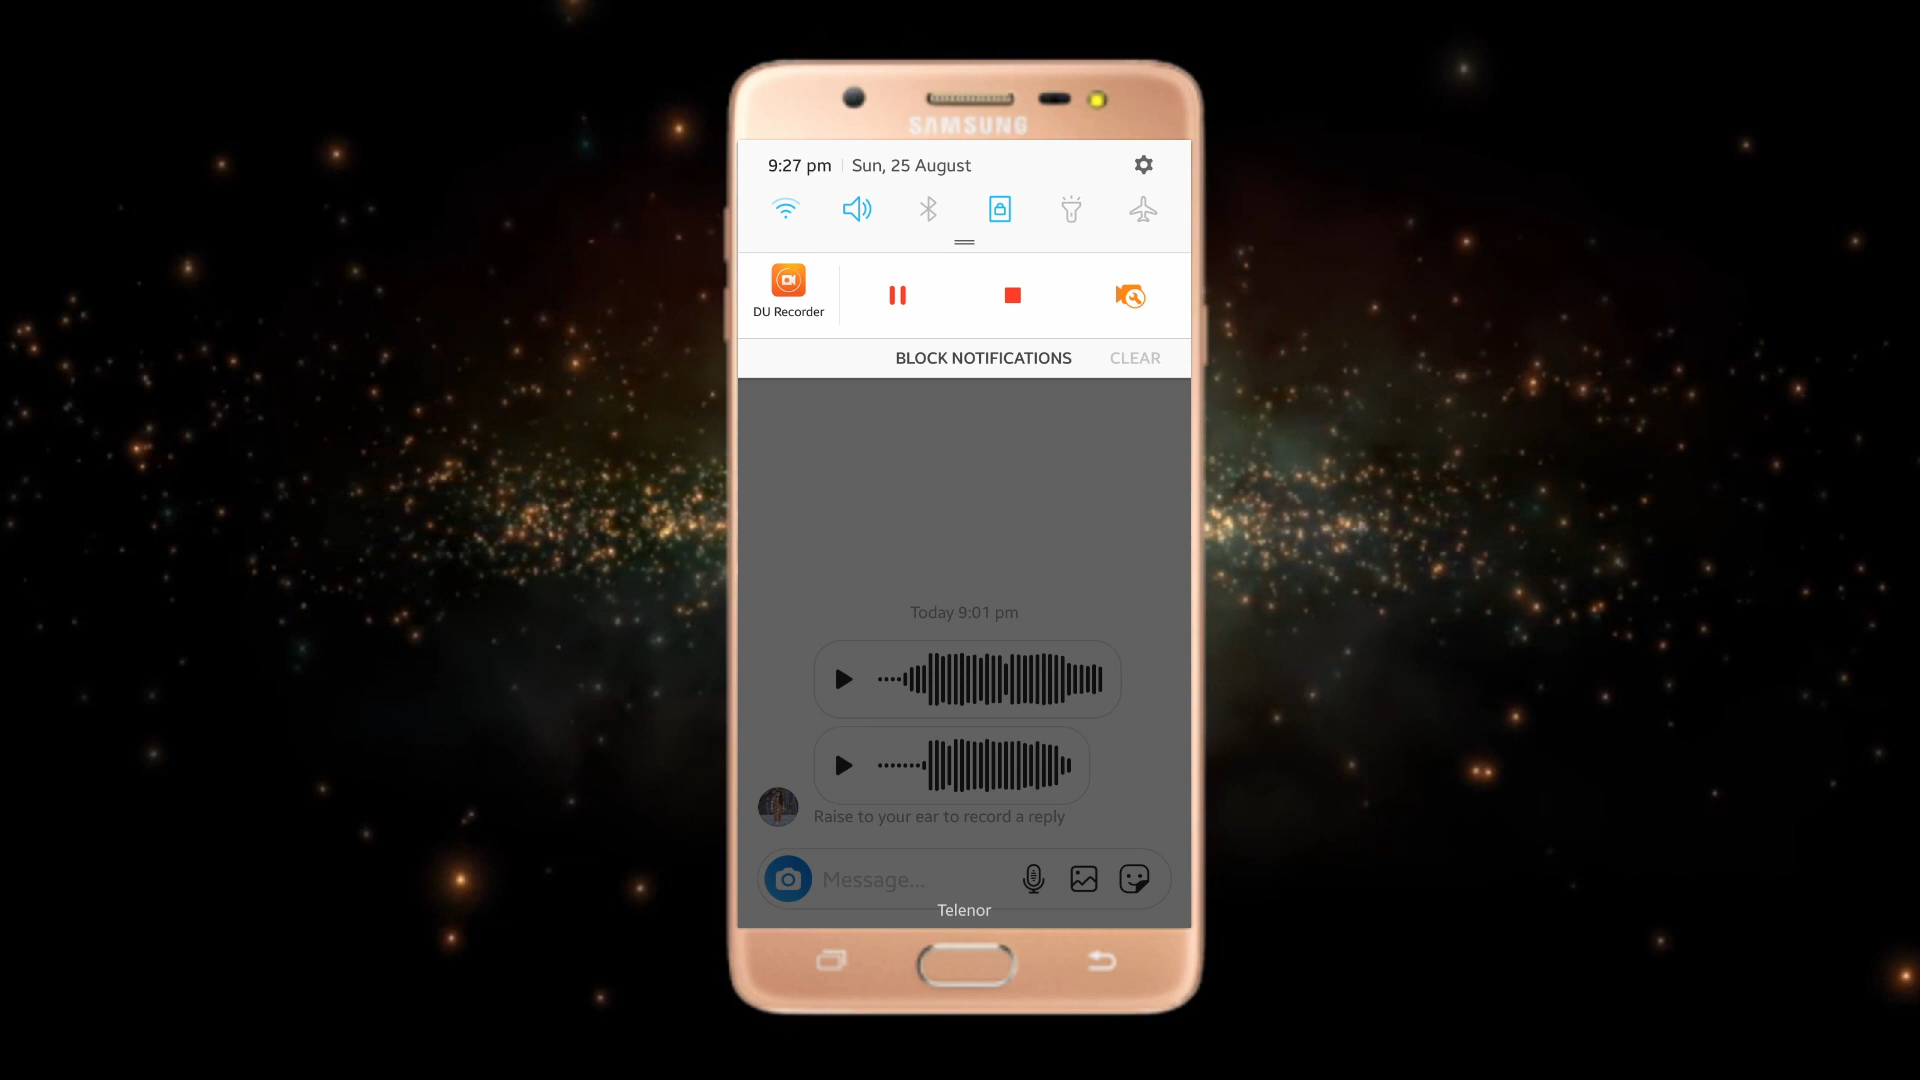 SAMSUNG
9:27 pm Sun, 25 August
DU Recorder
BLOCK NOTIFICATIONS CLEAR
Today 9:01 pm
Raise to your ear to record a reply
Message...
Telenor